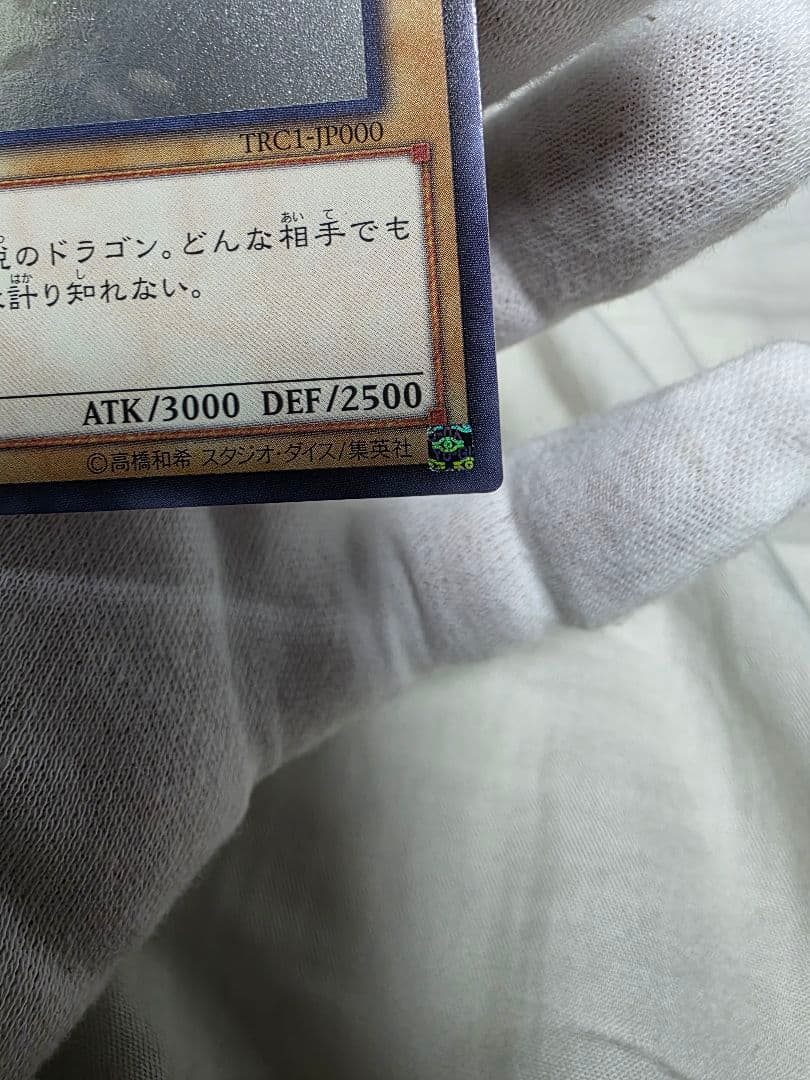 TRC1-JP000
説のドラゴン。どんな相手でも
計り知れない。
ATK/3000 DEF/2500
©高橋和希 スタジオ・ダイス/集英社